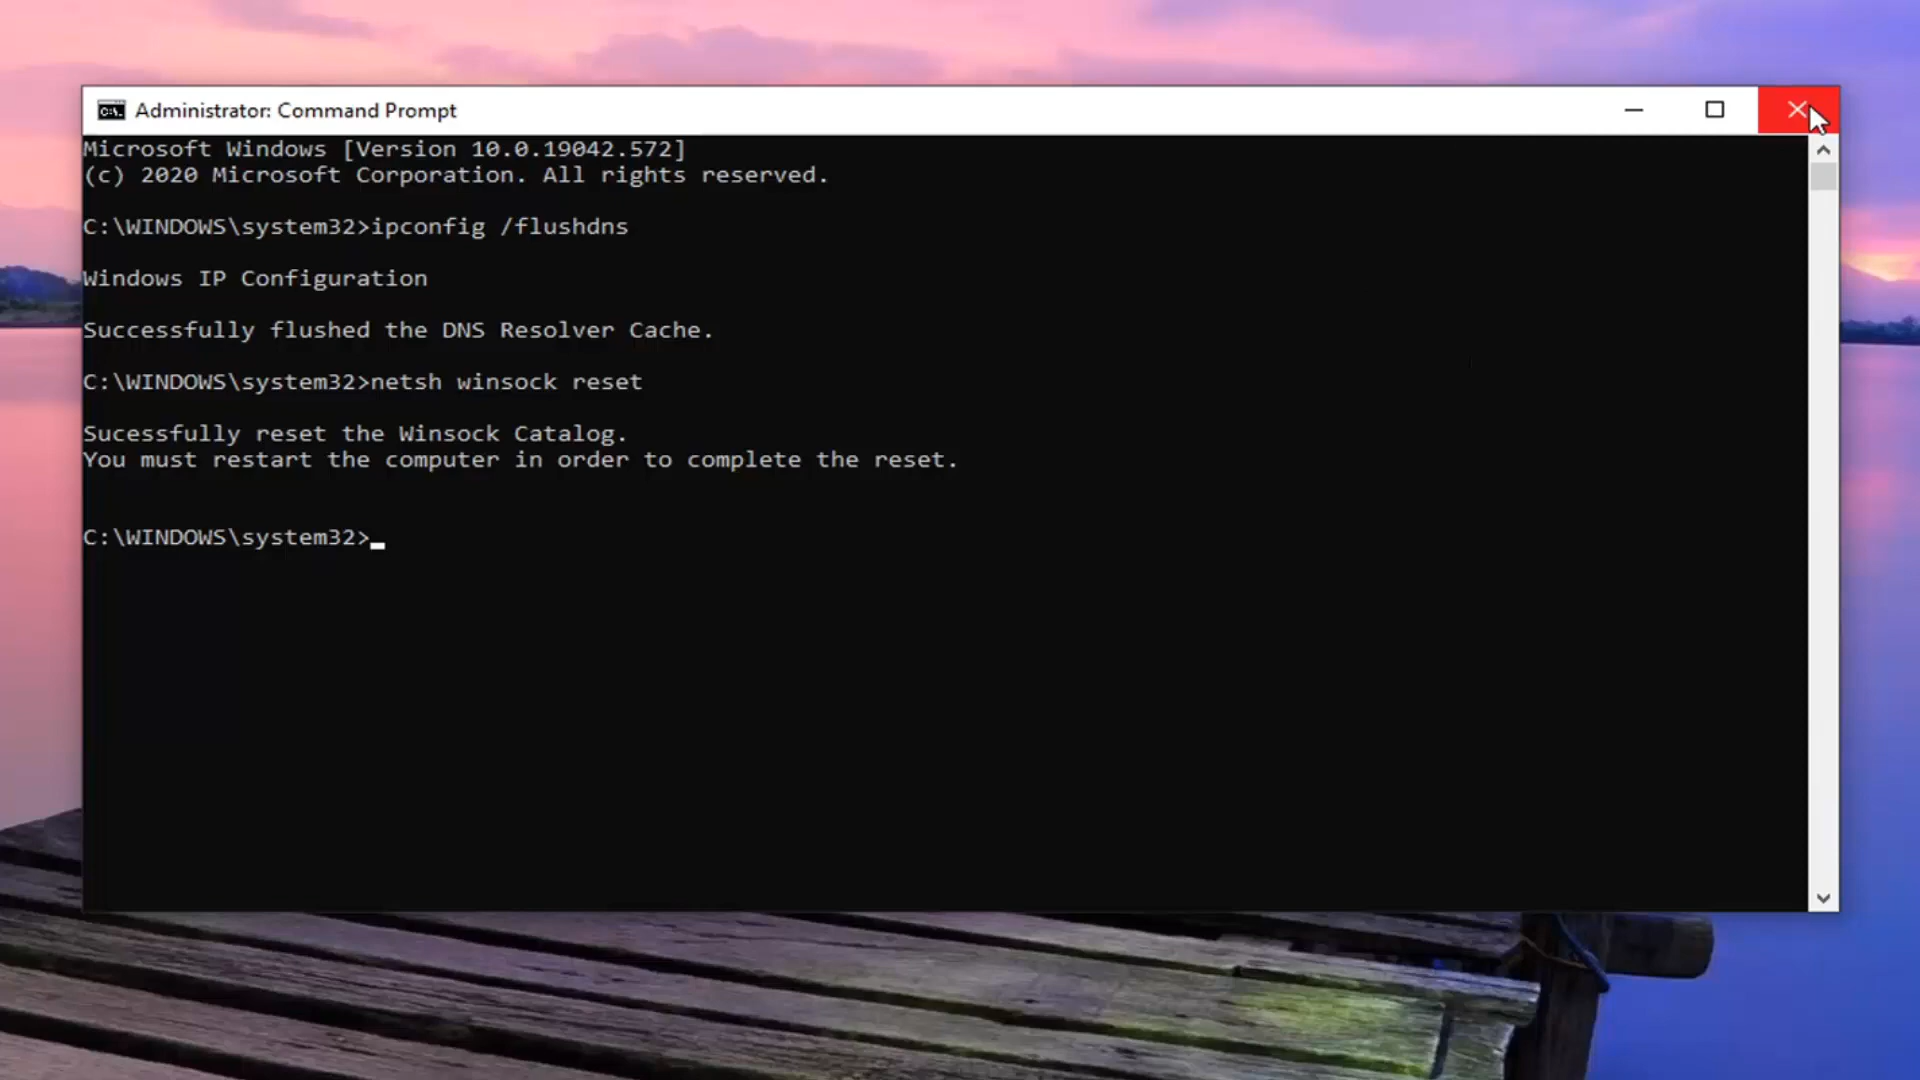 Administrator: Command Prompt
Microsoft Windows [Version 10.0.19042.572]
(c) 2020 Microsoft Corporation. All rights reserved.
C:\WINDOWS\system32>ipconfig /flushdns
Windows IP Configuration
Successfully flushed the DNS Resolver Cache.
C:\WINDOWS\system32>netsh winsock reset
Sucessfully reset the Winsock Catalog.
You must restart the computer in order to complete the reset.
C:\WINDOWS\system32>